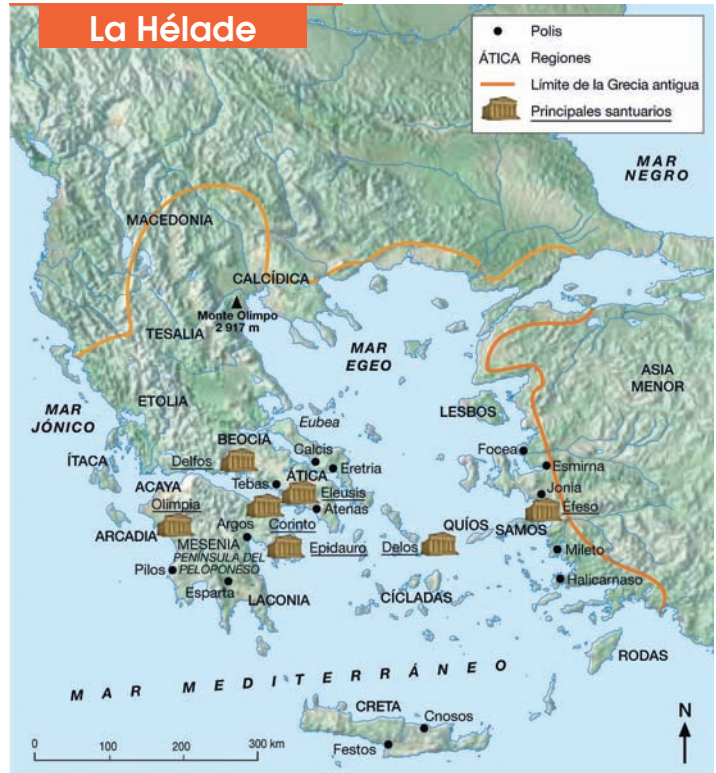 La Hélade
Polis
ÁTICA Regiones
Límite de la Grecia antigua
Principales santuarios
MAR
NEGRO
MACEDONIA
CALCÍDICA
Monte Olimpo
2 917 m
TESALIA
MAR
EGEO
ASIA
MENOR
MAR
JÓNICO
ETOLIA
LESBOS
Eubea
BEOCIA
Calcis
Focea
ÍTACA
Delfos
Eretria
Esmirna
ÁTICA
Tebas
Eleusis
Jonia
ACAYA
Olimpia
Atenas
Éfeso
Argos
Corinto
QUÍOS
SAMOS
ARCADIA
MESENIA
Epidauro
Delos
Mileto
PENÍNSULA DEL
PELOPONESO
Pilos
Halicarnaso
Esparta
LACONIA
CÍCLADAS
RODAS
MAR MEDITERRÁNEO
CRETA
Cnosos
Festos
N
0 100 200 300 km